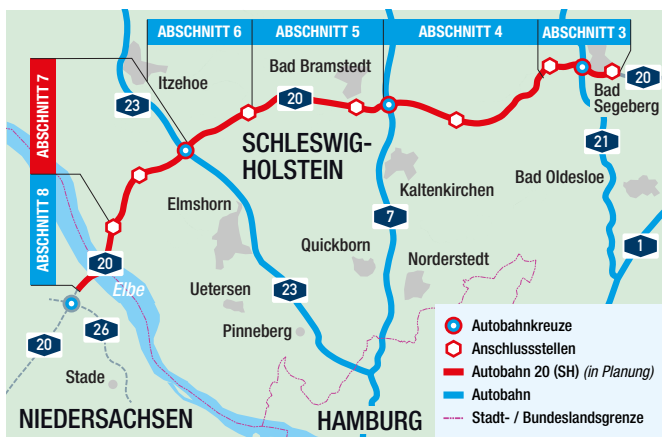 ABSCHNITT 6
ABSCHNITT 5
ABSCHNITT 4
ABSCHNITT 3
ABSCHNITT 7
ABSCHNITT 8
Itzehoe
Bad Bramstedt
20
Bad
Segeberg
23
20
SCHLESWIG-
HOLSTEIN
21
Bad Oldesloe
Kaltenkirchen
Elmshorn
7
1
Quickborn
Norderstedt
20
Elbe
Uetersen
23
Pinneberg
26
20
Stade
NIEDERSACHSEN
HAMBURG
Autobahnkreuze
Anschlussstellen
Autobahn 20 (SH) (in Planung)
Autobahn
Stadt- / Bundeslandsgrenze